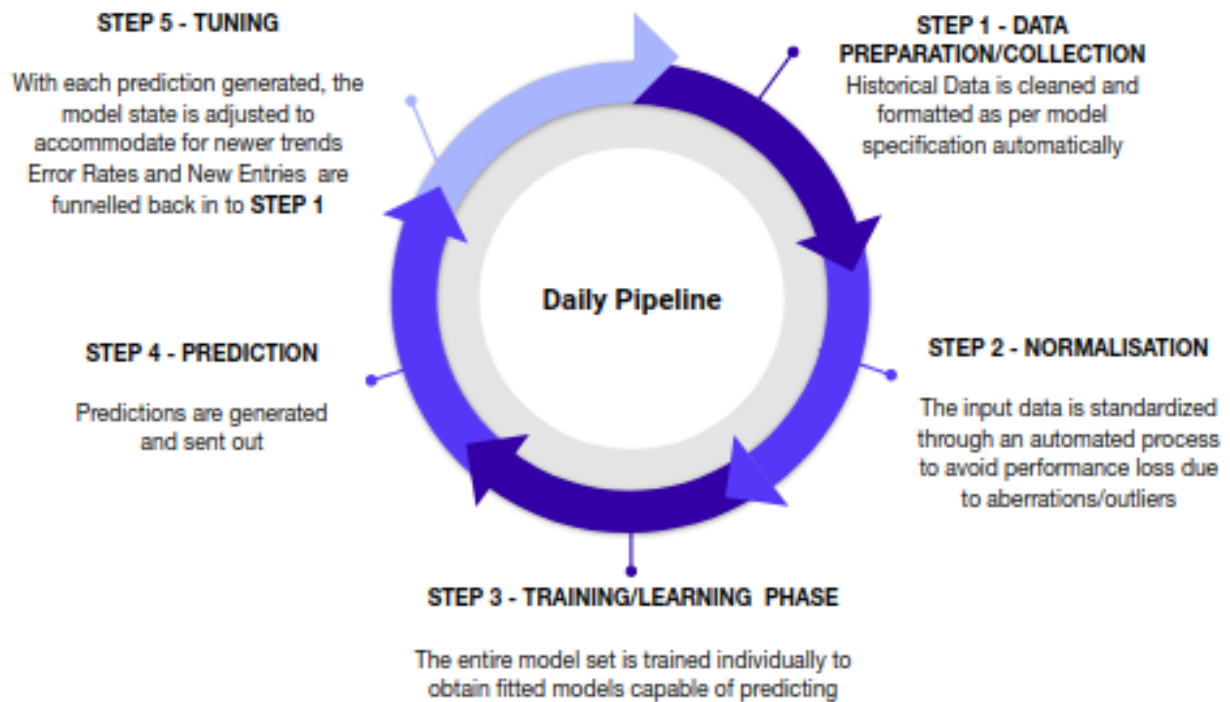 STEP 1 - DATA
PREPARATION/COLLECTION
Historical Data is cleaned and
formatted as per model
specification automatically
STEP 2 - NORMALISATION
The input data is standardized
through an automated process
to avoid performance loss due
to aberrations/outliers
STEP 3 - TRAINING/LEARNING PHASE
The entire model set is trained individually to
obtain fitted models capable of predicting
STEP 4 - PREDICTION
Predictions are generated
and sent out
STEP 5 - TUNING
With each prediction generated, the
model state is adjusted to
accommodate for newer trends
Error Rates and New Entries are
funnelled back in to STEP 1
Daily Pipeline